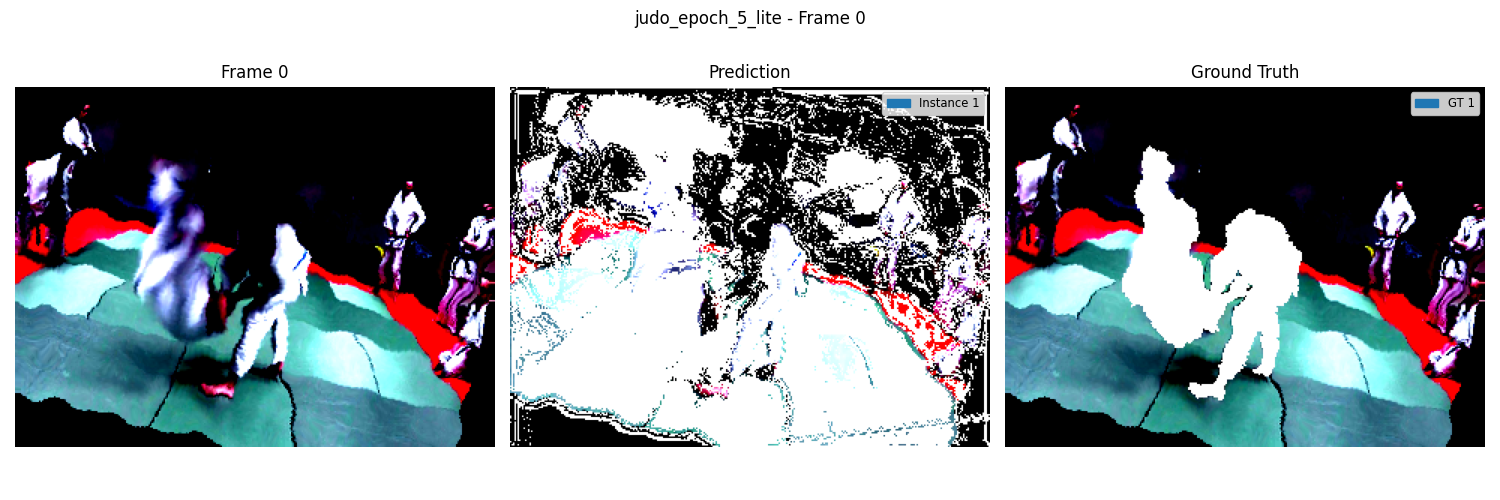 judo_epoch_5_lite - Frame 0
Frame 0
Prediction
Ground Truth
Instance 1
GT 1